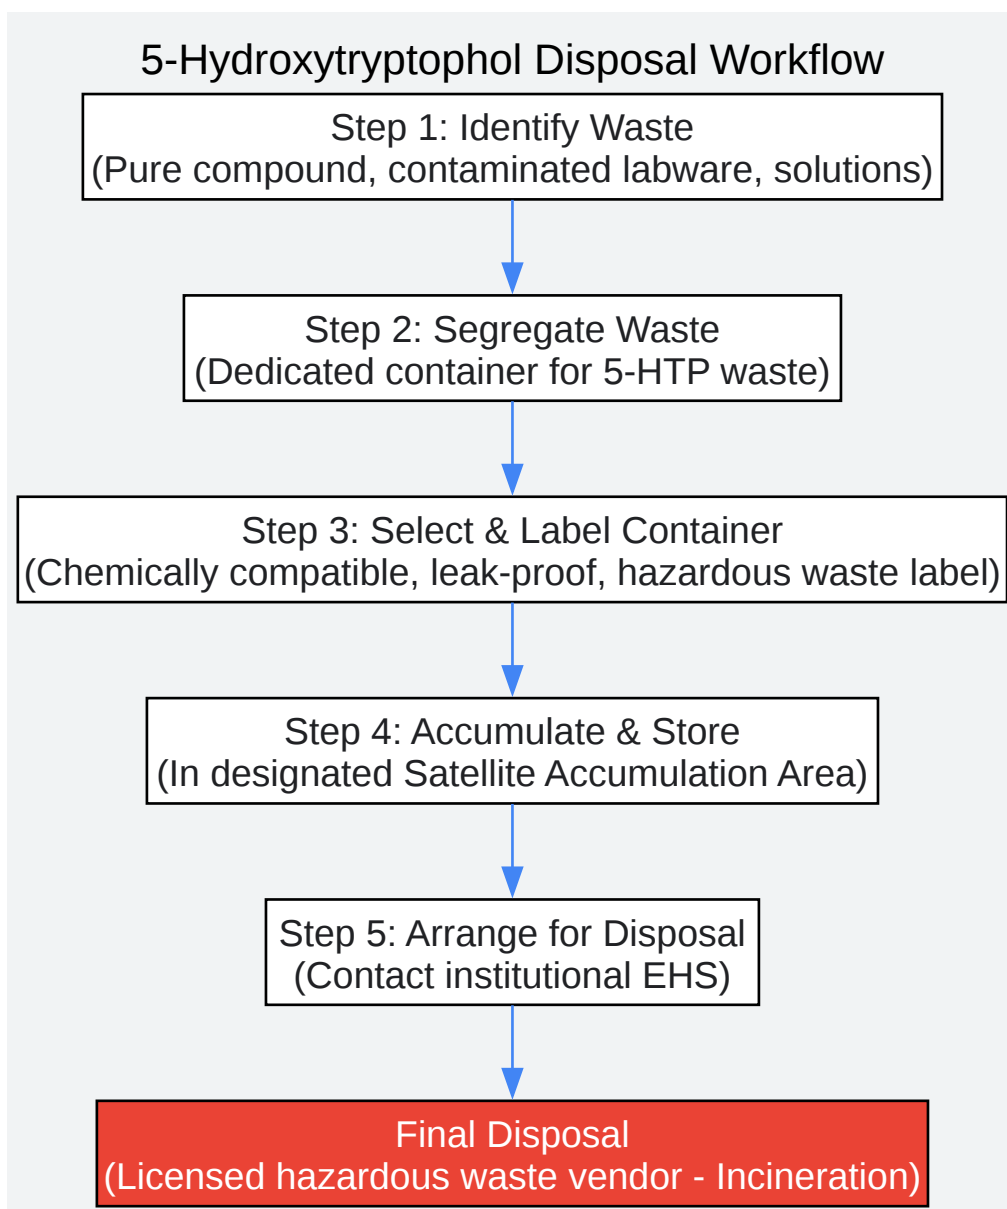 5-Hydroxytryptophol Disposal Workflow
Step 1: Identify Waste
(Pure compound, contaminated labware, solutions)
Step 2: Segregate Waste
(Dedicated container for 5-HTP waste)
Step 3: Select & Label Container
(Chemically compatible, leak-proof, hazardous waste label)
Step 4: Accumulate & Store
(In designated Satellite Accumulation Area)
Step 5: Arrange for Disposal
(Contact institutional EHS)
Final Disposal
(Licensed hazardous waste vendor - Incineration)